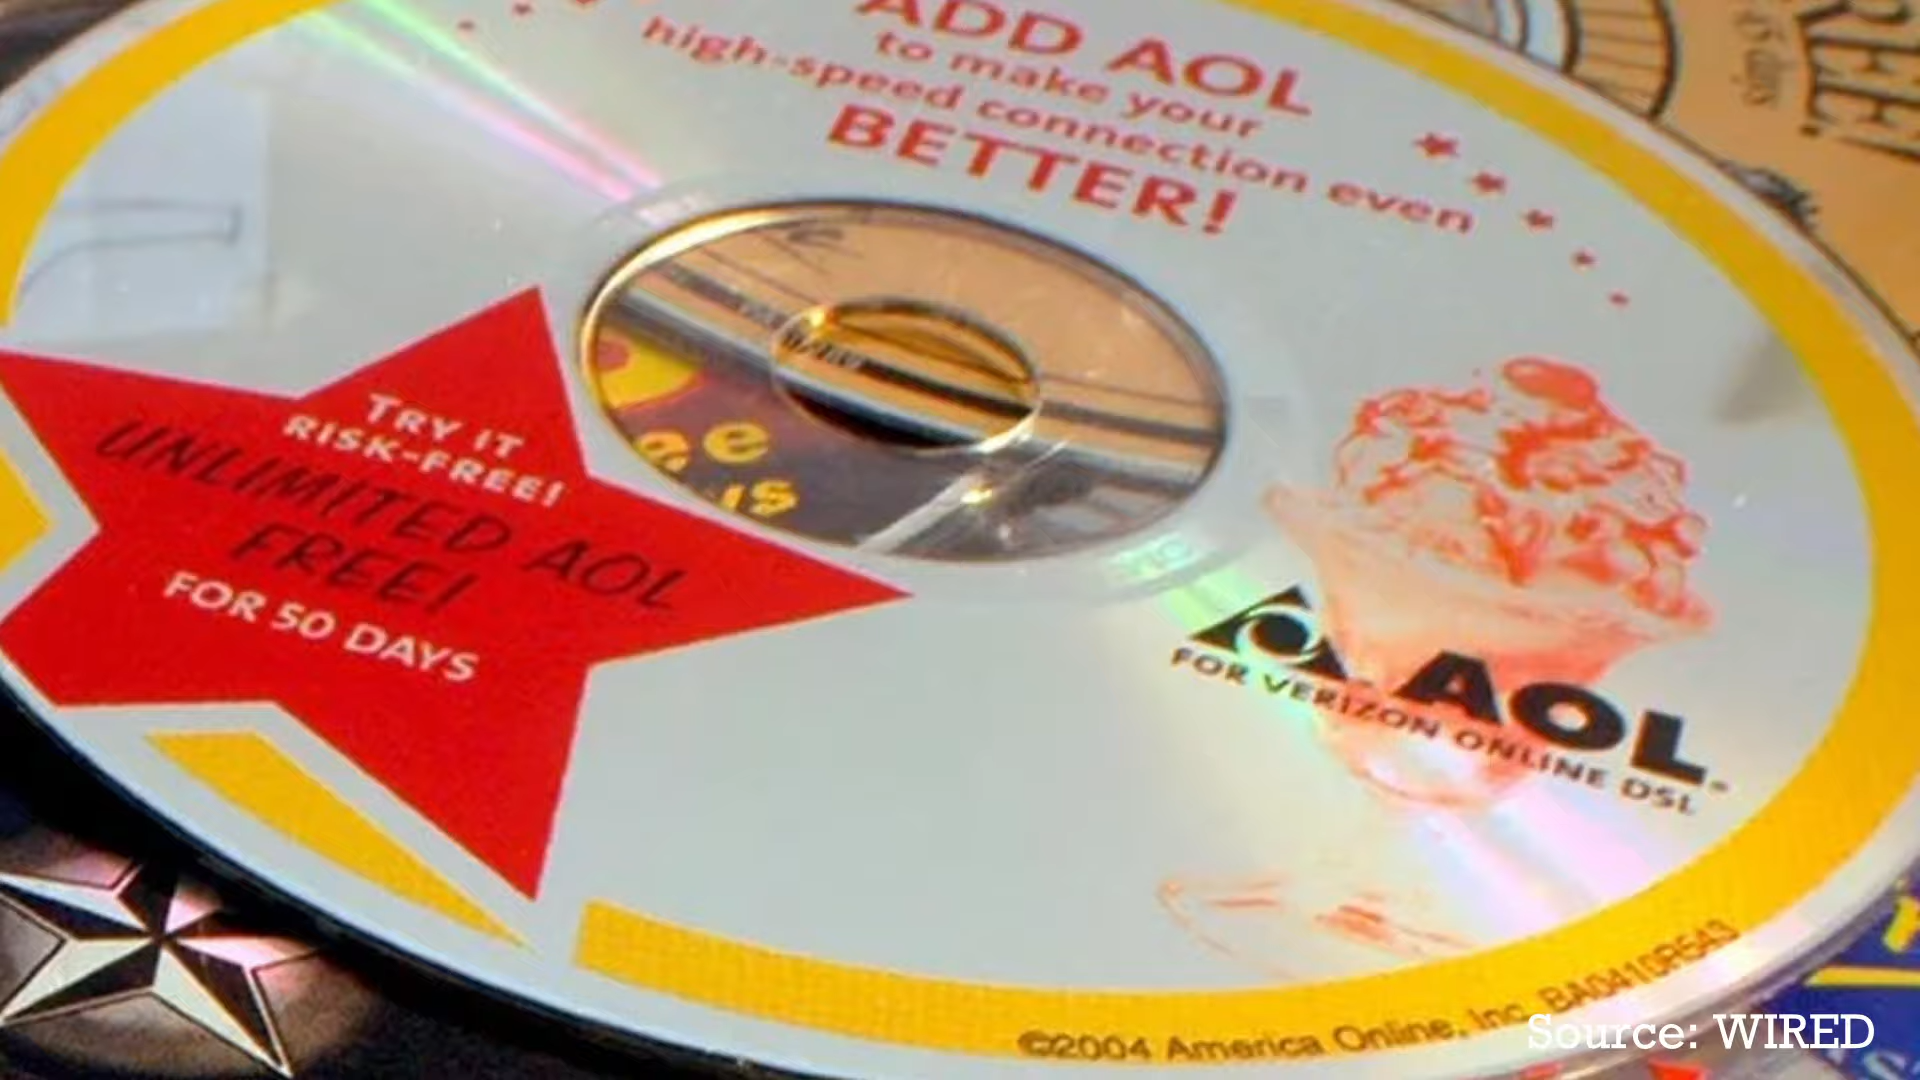 ADD AOL
to make your
high-speed connection even
BETTER!
TRY IT
RISK-FREE!
UNLIMITED AOL
FREE!
FOR 50 DAYS
AOL
FOR VERIZON ONLINE DSL
©2004 America Online, Inc. BA0410R543
Source: WIRED